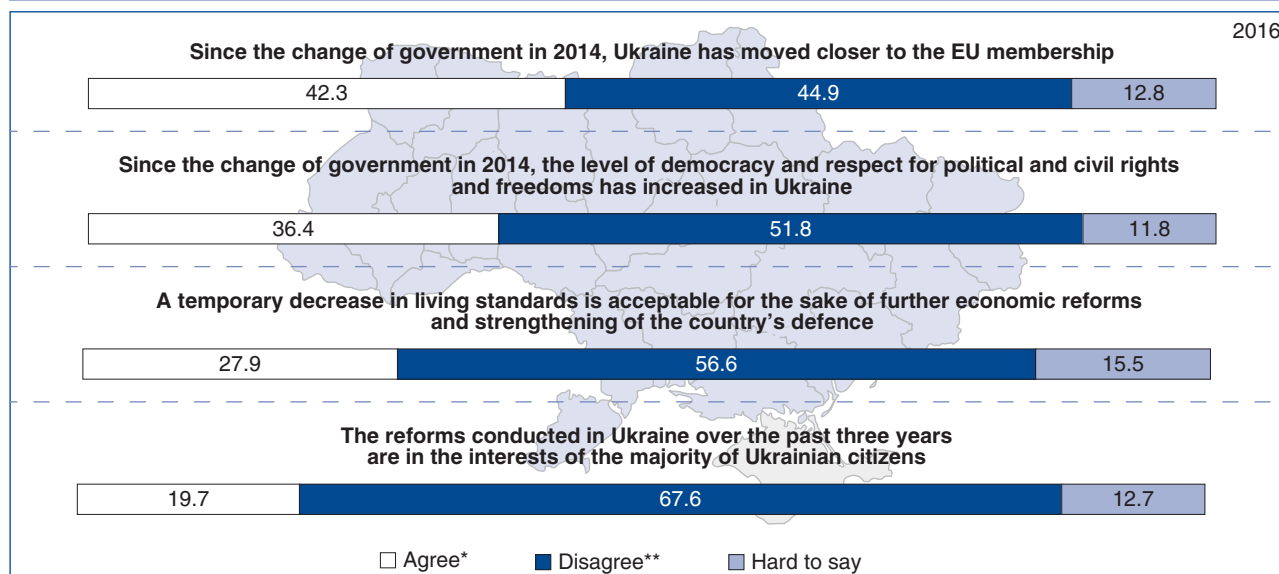 2016
Since the change of government in 2014, Ukraine has moved closer to the EU membership
42.3 44.9 12.8
Since the change of government in 2014, the level of democracy and respect for political and civil rights
and freedoms has increased in Ukraine
36.4 51.8 11.8
A temporary decrease in living standards is acceptable for the sake of further economic reforms
and strengthening of the country’s defence
27.9 56.6 15.5
The reforms conducted in Ukraine over the past three years
are in the interests of the majority of Ukrainian citizens
19.7 67.6 12.7
Agree* Disagree** Hard to say